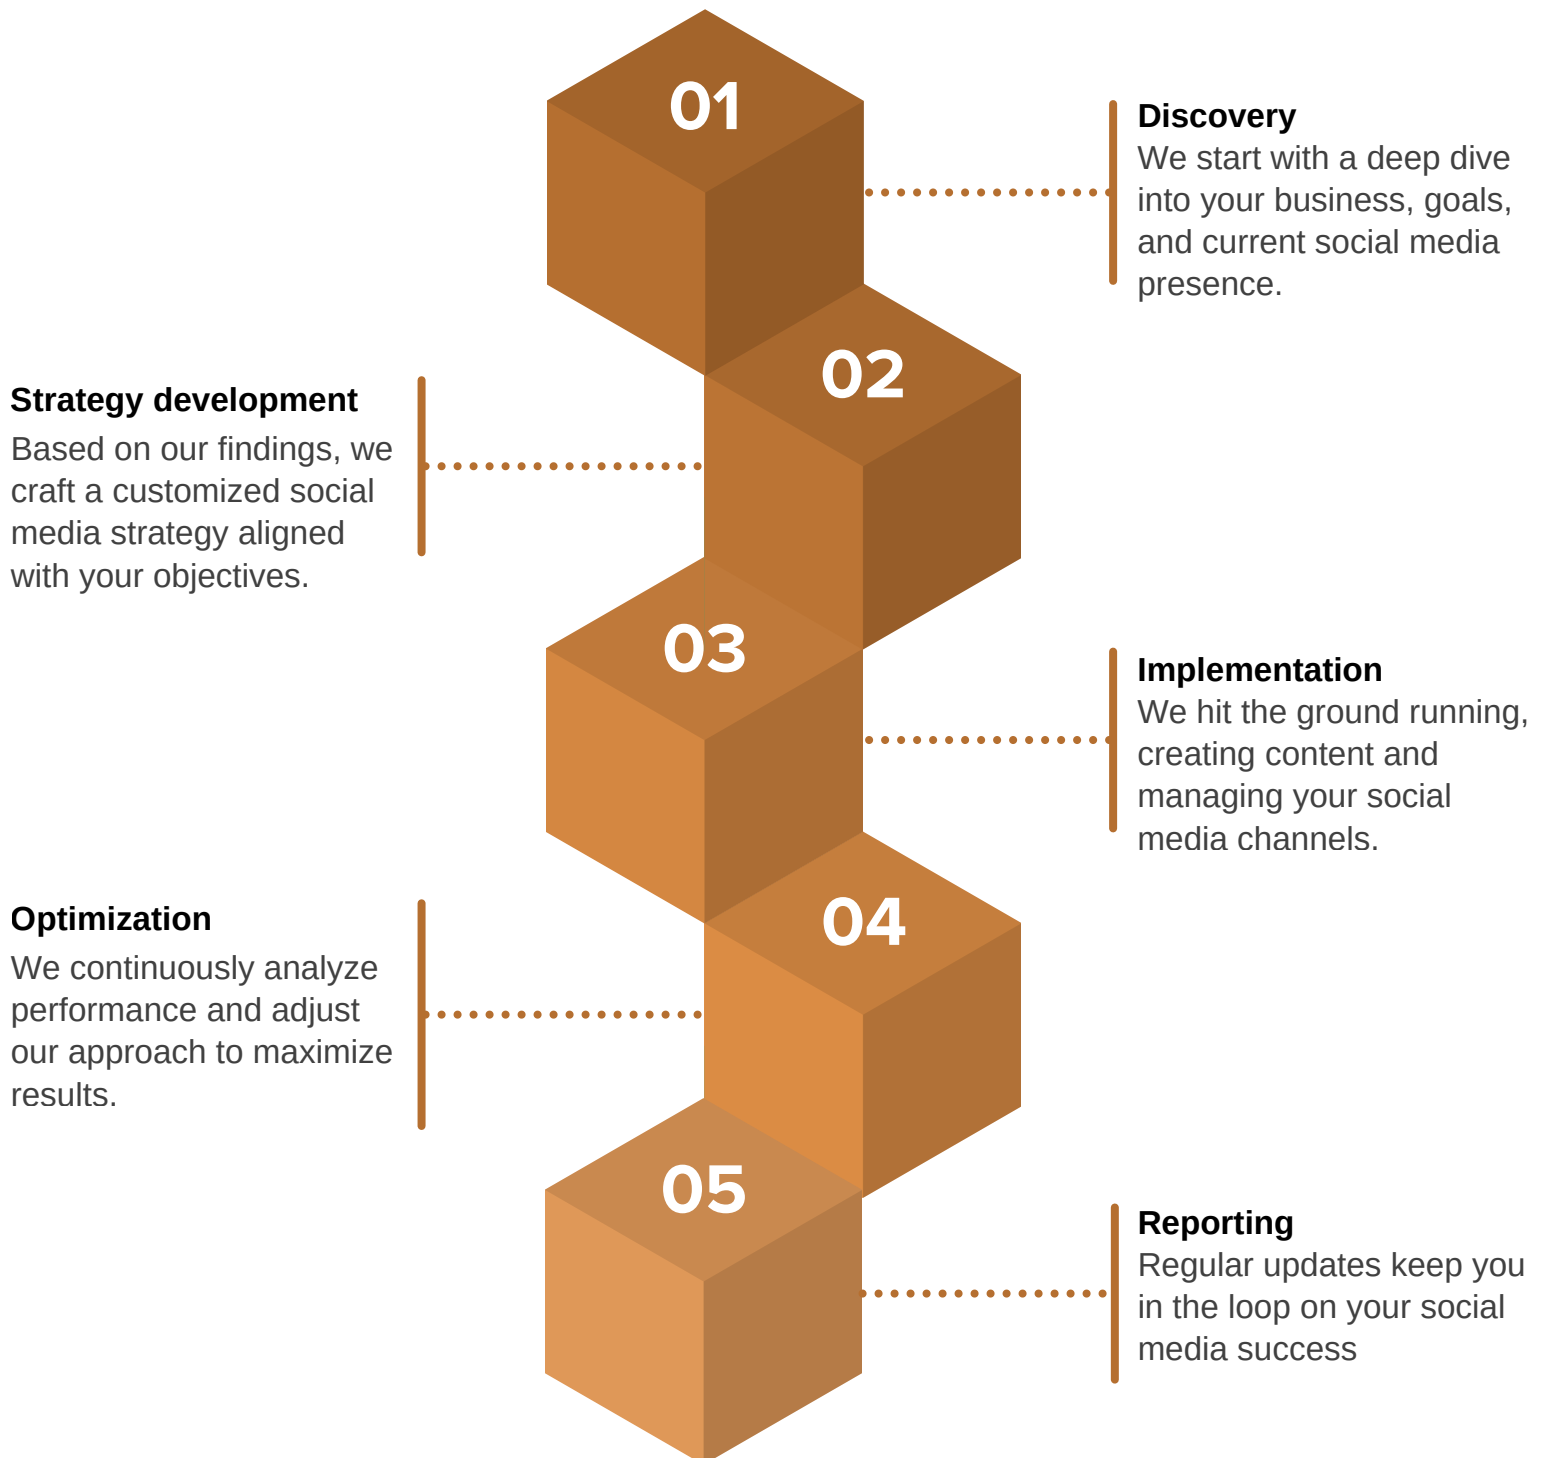 01
Discovery
We start with a deep dive
into your business, goals,
and current social media
presence.
02
Strategy development
Based on our findings, we
craft a customized social
media strategy aligned
with your objectives.
03
Implementation
We hit the ground running,
creating content and
managing your social
media channels.
04
Optimization
We continuously analyze
performance and adjust
our approach to maximize
results.
05
Reporting
Regular updates keep you
in the loop on your social
media success